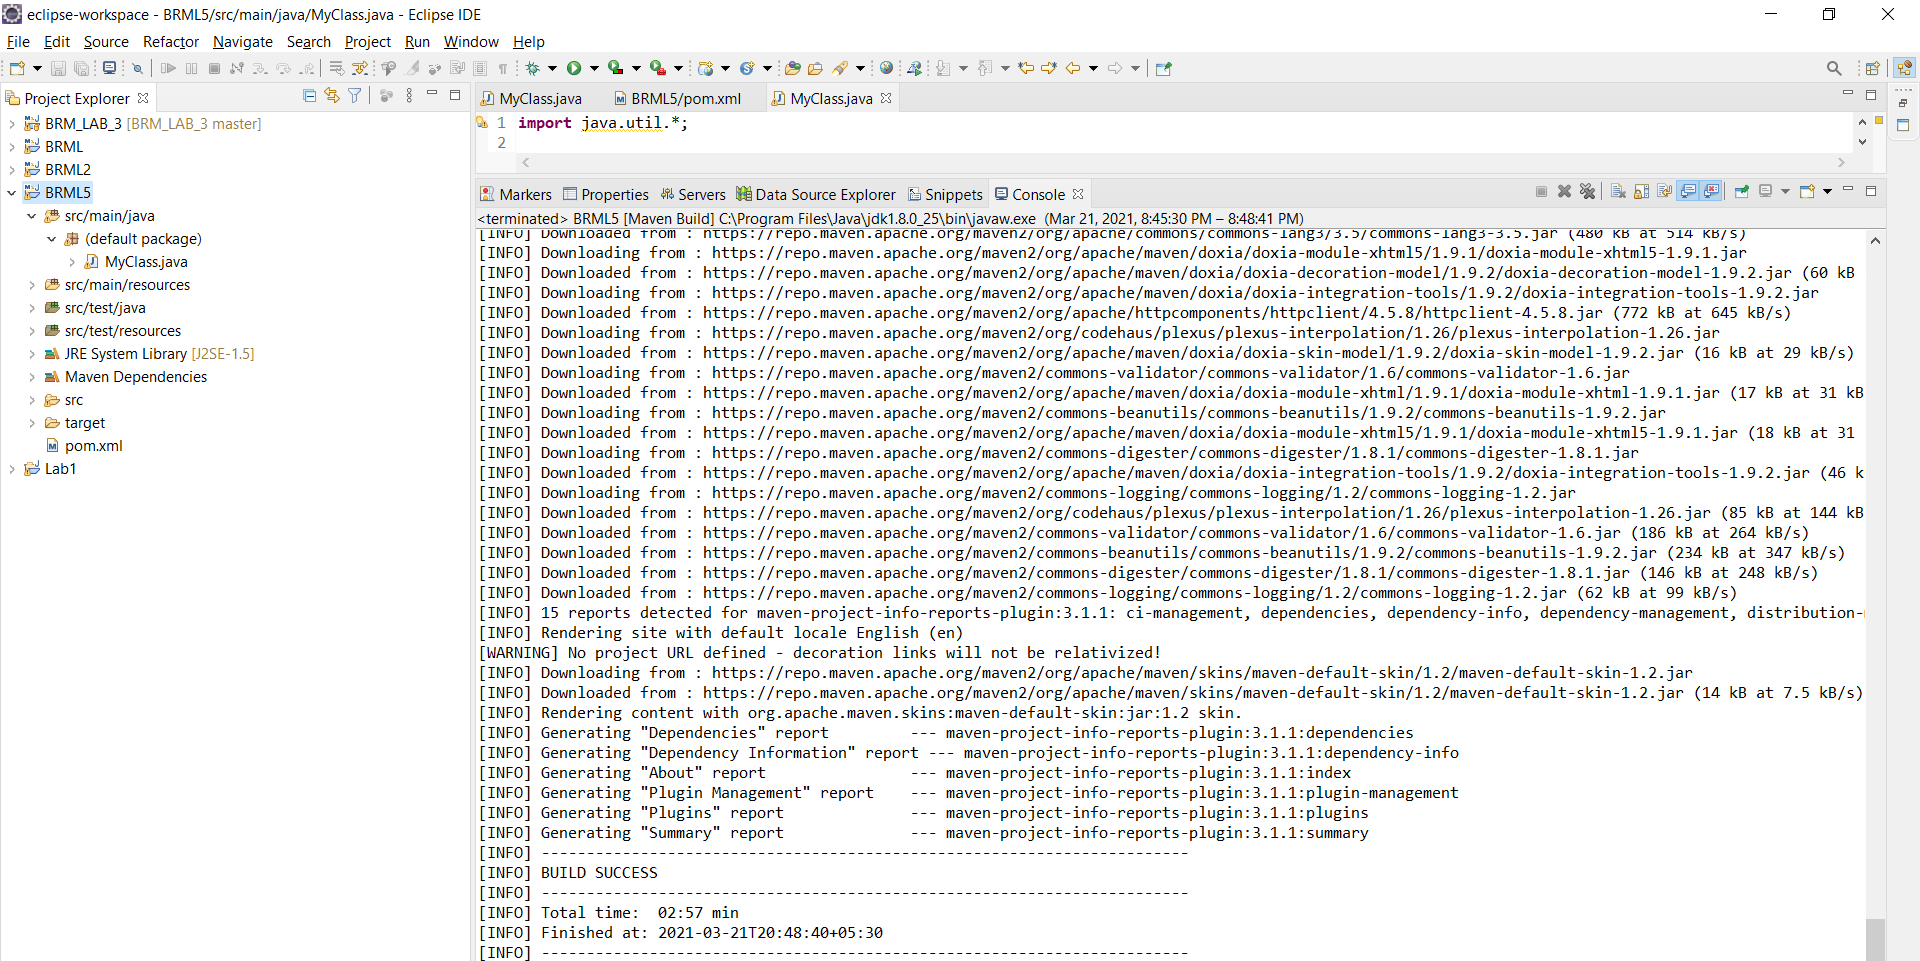 eclipse-workspace - BRML5/src/main/java/MyClass.java - Eclipse IDE
File Edit Source Refactor Navigate Search Project Run Window Help
Project Explorer
BRM_LAB_3 [BRM_LAB_3 master]
BRML
BRML2
BRML5
src/main/java
(default package)
MyClass.java
src/main/resources
src/test/java
src/test/resources
JRE System Library [J2SE-1.5]
Maven Dependencies
src
target
pom.xml
Lab1
MyClass.java BRML5/pom.xml MyClass.java
1 import java.util.*;
2
Markers Properties Servers Data Source Explorer Snippets Console
<terminated> BRML5 [Maven Build] C:\Program Files\Java\jdk1.8.0_25\bin\javaw.exe (Mar 21, 2021, 8:45:30 PM – 8:48:41 PM)
[INFO] Downloaded from : https://repo.maven.apache.org/maven2/org/apache/commons/commons-lang3/3.5/commons-lang3-3.5.jar (480 kB at 514 kB/s)
[INFO] Downloading from : https://repo.maven.apache.org/maven2/org/apache/maven/doxia/doxia-module-xhtml5/1.9.1/doxia-module-xhtml5-1.9.1.jar
[INFO] Downloaded from : https://repo.maven.apache.org/maven2/org/apache/maven/doxia/doxia-decoration-model/1.9.2/doxia-decoration-model-1.9.2.jar (60 kB
[INFO] Downloading from : https://repo.maven.apache.org/maven2/org/apache/maven/doxia/doxia-integration-tools/1.9.2/doxia-integration-tools-1.9.2.jar
[INFO] Downloaded from : https://repo.maven.apache.org/maven2/org/apache/httpcomponents/httpclient/4.5.8/httpclient-4.5.8.jar (772 kB at 645 kB/s)
[INFO] Downloading from : https://repo.maven.apache.org/maven2/org/codehaus/plexus/plexus-interpolation/1.26/plexus-interpolation-1.26.jar
[INFO] Downloaded from : https://repo.maven.apache.org/maven2/org/apache/maven/doxia/doxia-skin-model/1.9.2/doxia-skin-model-1.9.2.jar (16 kB at 29 kB/s)
[INFO] Downloading from : https://repo.maven.apache.org/maven2/commons-validator/commons-validator/1.6/commons-validator-1.6.jar
[INFO] Downloaded from : https://repo.maven.apache.org/maven2/org/apache/maven/doxia/doxia-module-xhtml/1.9.1/doxia-module-xhtml-1.9.1.jar (17 kB at 31 kB
[INFO] Downloading from : https://repo.maven.apache.org/maven2/commons-beanutils/commons-beanutils/1.9.2/commons-beanutils-1.9.2.jar
[INFO] Downloaded from : https://repo.maven.apache.org/maven2/org/apache/maven/doxia/doxia-module-xhtml5/1.9.1/doxia-module-xhtml5-1.9.1.jar (18 kB at 31
[INFO] Downloading from : https://repo.maven.apache.org/maven2/commons-digester/commons-digester/1.8.1/commons-digester-1.8.1.jar
[INFO] Downloaded from : https://repo.maven.apache.org/maven2/org/apache/maven/doxia/doxia-integration-tools/1.9.2/doxia-integration-tools-1.9.2.jar (46 k
[INFO] Downloading from : https://repo.maven.apache.org/maven2/commons-logging/commons-logging/1.2/commons-logging-1.2.jar
[INFO] Downloaded from : https://repo.maven.apache.org/maven2/org/codehaus/plexus/plexus-interpolation/1.26/plexus-interpolation-1.26.jar (85 kB at 144 kB
[INFO] Downloaded from : https://repo.maven.apache.org/maven2/commons-validator/commons-validator/1.6/commons-validator-1.6.jar (186 kB at 264 kB/s)
[INFO] Downloaded from : https://repo.maven.apache.org/maven2/commons-beanutils/commons-beanutils/1.9.2/commons-beanutils-1.9.2.jar (234 kB at 347 kB/s)
[INFO] Downloaded from : https://repo.maven.apache.org/maven2/commons-digester/commons-digester/1.8.1/commons-digester-1.8.1.jar (146 kB at 248 kB/s)
[INFO] Downloaded from : https://repo.maven.apache.org/maven2/commons-logging/commons-logging/1.2/commons-logging-1.2.jar (62 kB at 99 kB/s)
[INFO] 15 reports detected for maven-project-info-reports-plugin:3.1.1: ci-management, dependencies, dependency-info, dependency-management, distribution-
[INFO] Rendering site with default locale English (en)
[WARNING] No project URL defined - decoration links will not be relativized!
[INFO] Downloading from : https://repo.maven.apache.org/maven2/org/apache/maven/skins/maven-default-skin/1.2/maven-default-skin-1.2.jar
[INFO] Downloaded from : https://repo.maven.apache.org/maven2/org/apache/maven/skins/maven-default-skin/1.2/maven-default-skin-1.2.jar (14 kB at 7.5 kB/s)
[INFO] Rendering content with org.apache.maven.skins:maven-default-skin:jar:1.2 skin.
[INFO] Generating "Dependencies" report         --- maven-project-info-reports-plugin:3.1.1:dependencies
[INFO] Generating "Dependency Information" report --- maven-project-info-reports-plugin:3.1.1:dependency-info
[INFO] Generating "About" report                --- maven-project-info-reports-plugin:3.1.1:index
[INFO] Generating "Plugin Management" report    --- maven-project-info-reports-plugin:3.1.1:plugin-management
[INFO] Generating "Plugins" report              --- maven-project-info-reports-plugin:3.1.1:plugins
[INFO] Generating "Summary" report              --- maven-project-info-reports-plugin:3.1.1:summary
[INFO] ------------------------------------------------------------------------
[INFO] BUILD SUCCESS
[INFO] ------------------------------------------------------------------------
[INFO] Total time:  02:57 min
[INFO] Finished at: 2021-03-21T20:48:40+05:30
[INFO] ------------------------------------------------------------------------